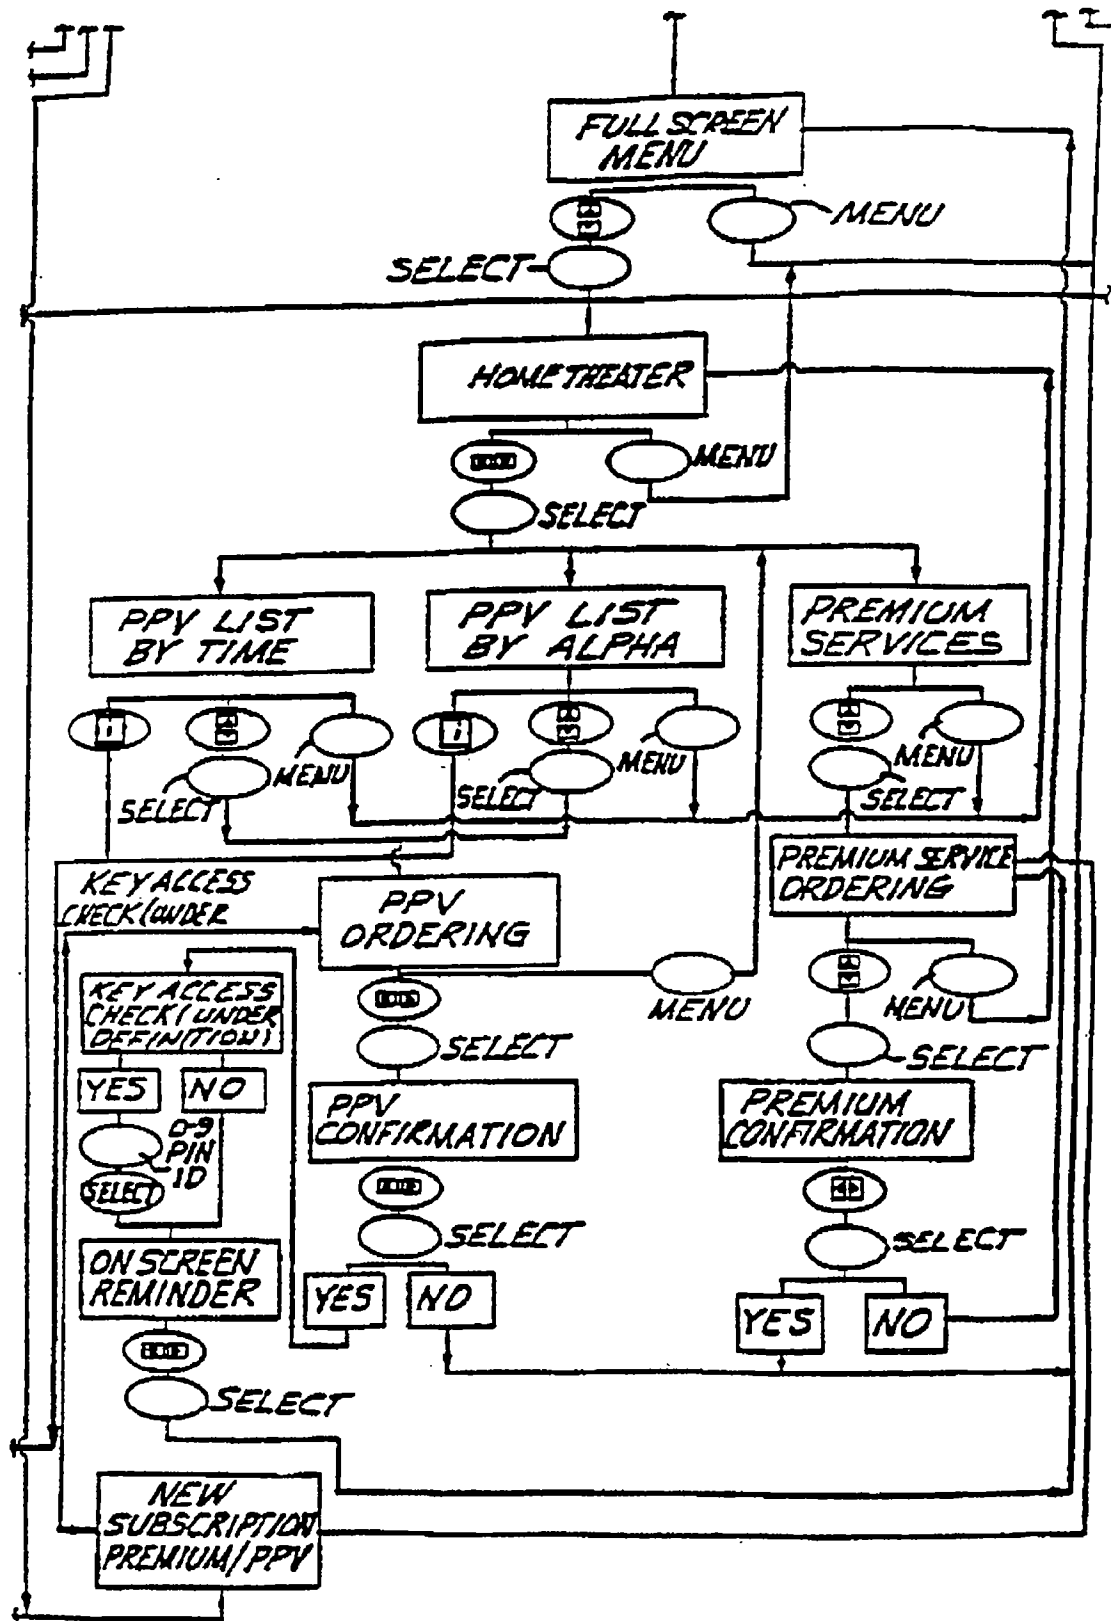 FULL SCREEN
MENU
MENU
SELECT
HOME THEATER
MENU
SELECT
PPV LIST
BY TIME
PPV LIST
BY ALPHA
PREMIUM
SERVICES
i
i
MENU
SELECT
MENU
SELECT
MENU
SELECT
KEY ACCESS
CHECK (UNDER
PPV
ORDERING
PREMIUM SERVICE
ORDERING
KEY ACCESS
CHECK (UNDER
DEFINITION)
MENU
MENU
SELECT
SELECT
YES
NO
0-9
PIN
ID
SELECT
PPV
CONFIRMATION
PREMIUM
CONFIRMATION
SELECT
SELECT
ON SCREEN
REMINDER
YES
NO
YES
NO
SELECT
NEW
SUBSCRIPTION
PREMIUM/PPV